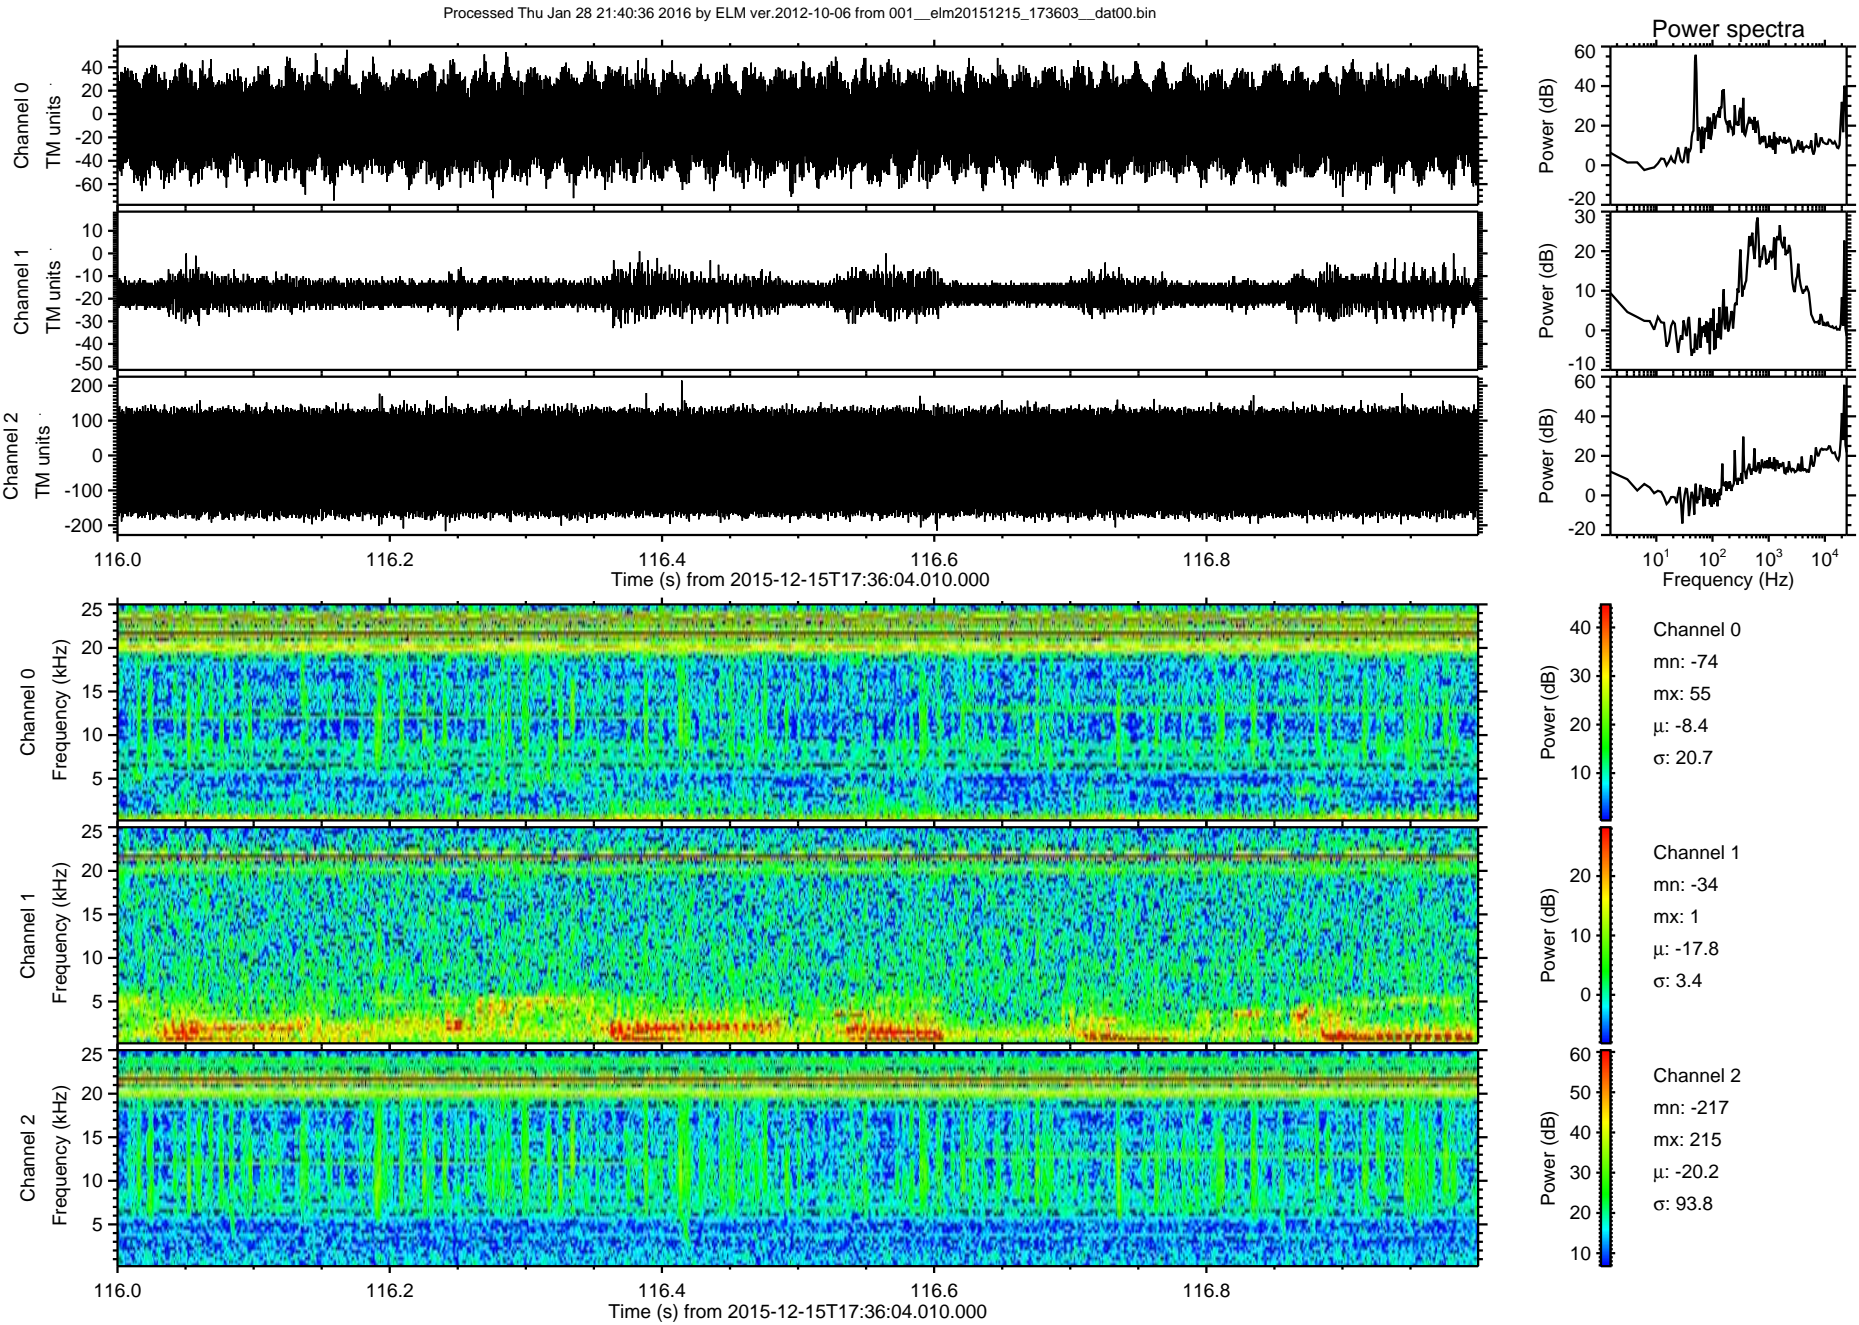 Processed Thu Jan 28 21:40:36 2016 by ELM ver.2012-10-06 from 001__elm20151215_173603__dat00.bin
Power spectra
Channel 0
TM units
40
20
0
-20
-40
-60
Power (dB)
60
40
20
0
-20
Channel 1
TM units
10
0
-10
-20
-30
-40
-50
Power (dB)
30
20
10
0
-10
Channel 2
TM units
200
100
0
-100
-200
Power (dB)
60
40
20
0
-20
116.0 116.2 116.4 116.6 116.8
Time (s) from 2015-12-15T17:36:04.010.000
10^1 10^2 10^3 10^4
Frequency (Hz)
Channel 0
Frequency (kHz)
25
20
15
10
5
Power (dB)
40
30
20
10
Channel 0
mn: -74
mx: 55
μ: -8.4
σ: 20.7
Channel 1
Frequency (kHz)
25
20
15
10
5
Power (dB)
20
10
0
Channel 1
mn: -34
mx: 1
μ: -17.8
σ: 3.4
Channel 2
Frequency (kHz)
25
20
15
10
5
Power (dB)
60
50
40
30
20
10
Channel 2
mn: -217
mx: 215
μ: -20.2
σ: 93.8
116.0 116.2 116.4 116.6 116.8
Time (s) from 2015-12-15T17:36:04.010.000